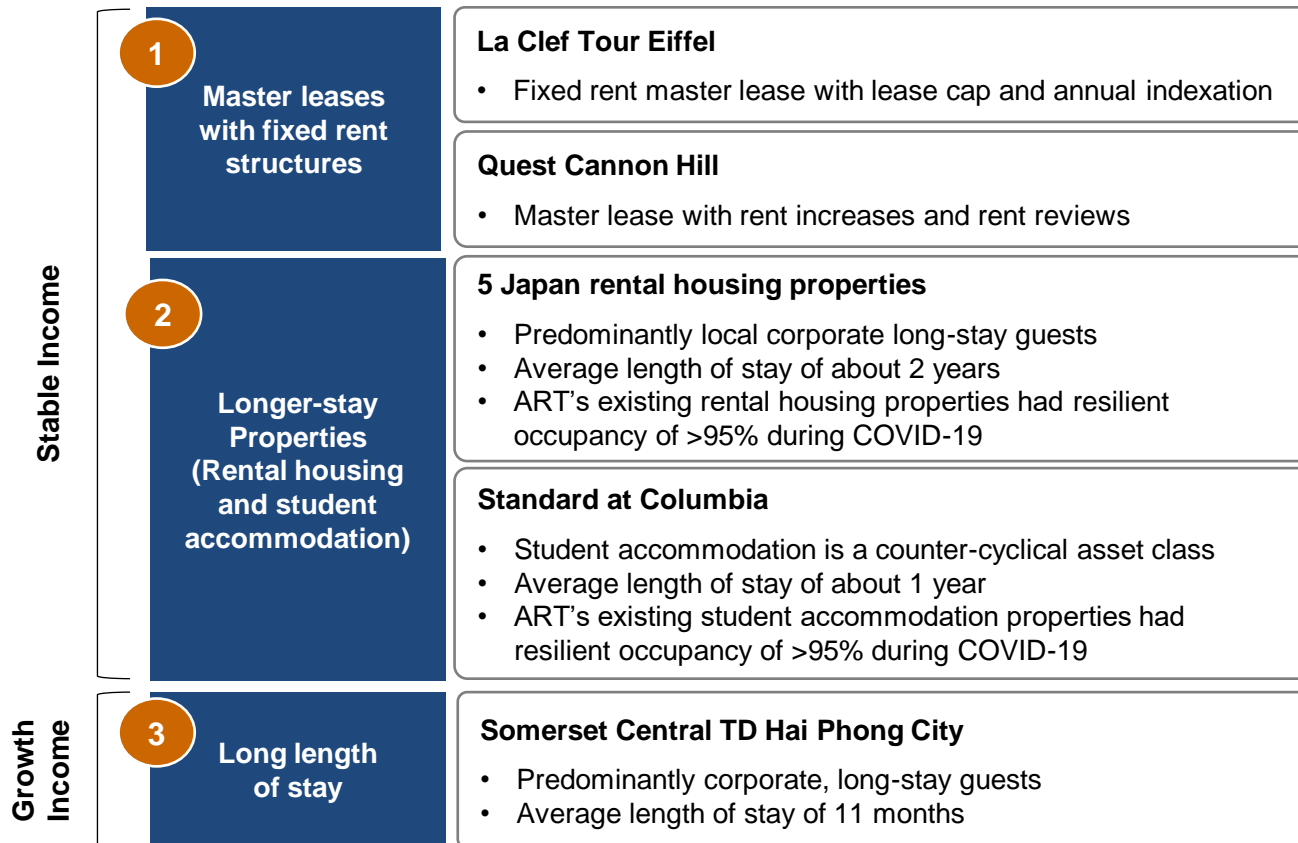 Stable Income
1
Master leases
with fixed rent
structures
La Clef Tour Eiffel
• Fixed rent master lease with lease cap and annual indexation
Quest Cannon Hill
• Master lease with rent increases and rent reviews
2
Longer-stay
Properties
(Rental housing
and student
accommodation)
5 Japan rental housing properties
• Predominantly local corporate long-stay guests
• Average length of stay of about 2 years
• ART’s existing rental housing properties had resilient
occupancy of >95% during COVID-19
Standard at Columbia
• Student accommodation is a counter-cyclical asset class
• Average length of stay of about 1 year
• ART’s existing student accommodation properties had
resilient occupancy of >95% during COVID-19
Growth
Income
3
Long length
of stay
Somerset Central TD Hai Phong City
• Predominantly corporate, long-stay guests
• Average length of stay of 11 months